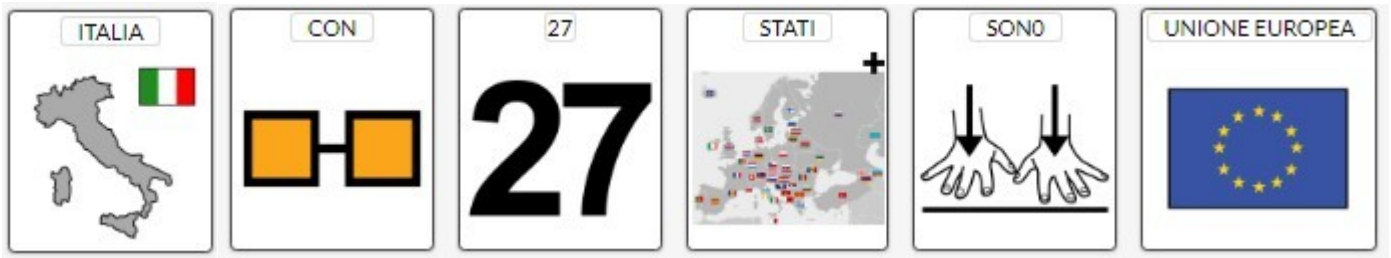 ITALIA
CON
27
STATI
SON0
UNIONE EUROPEA
27
+